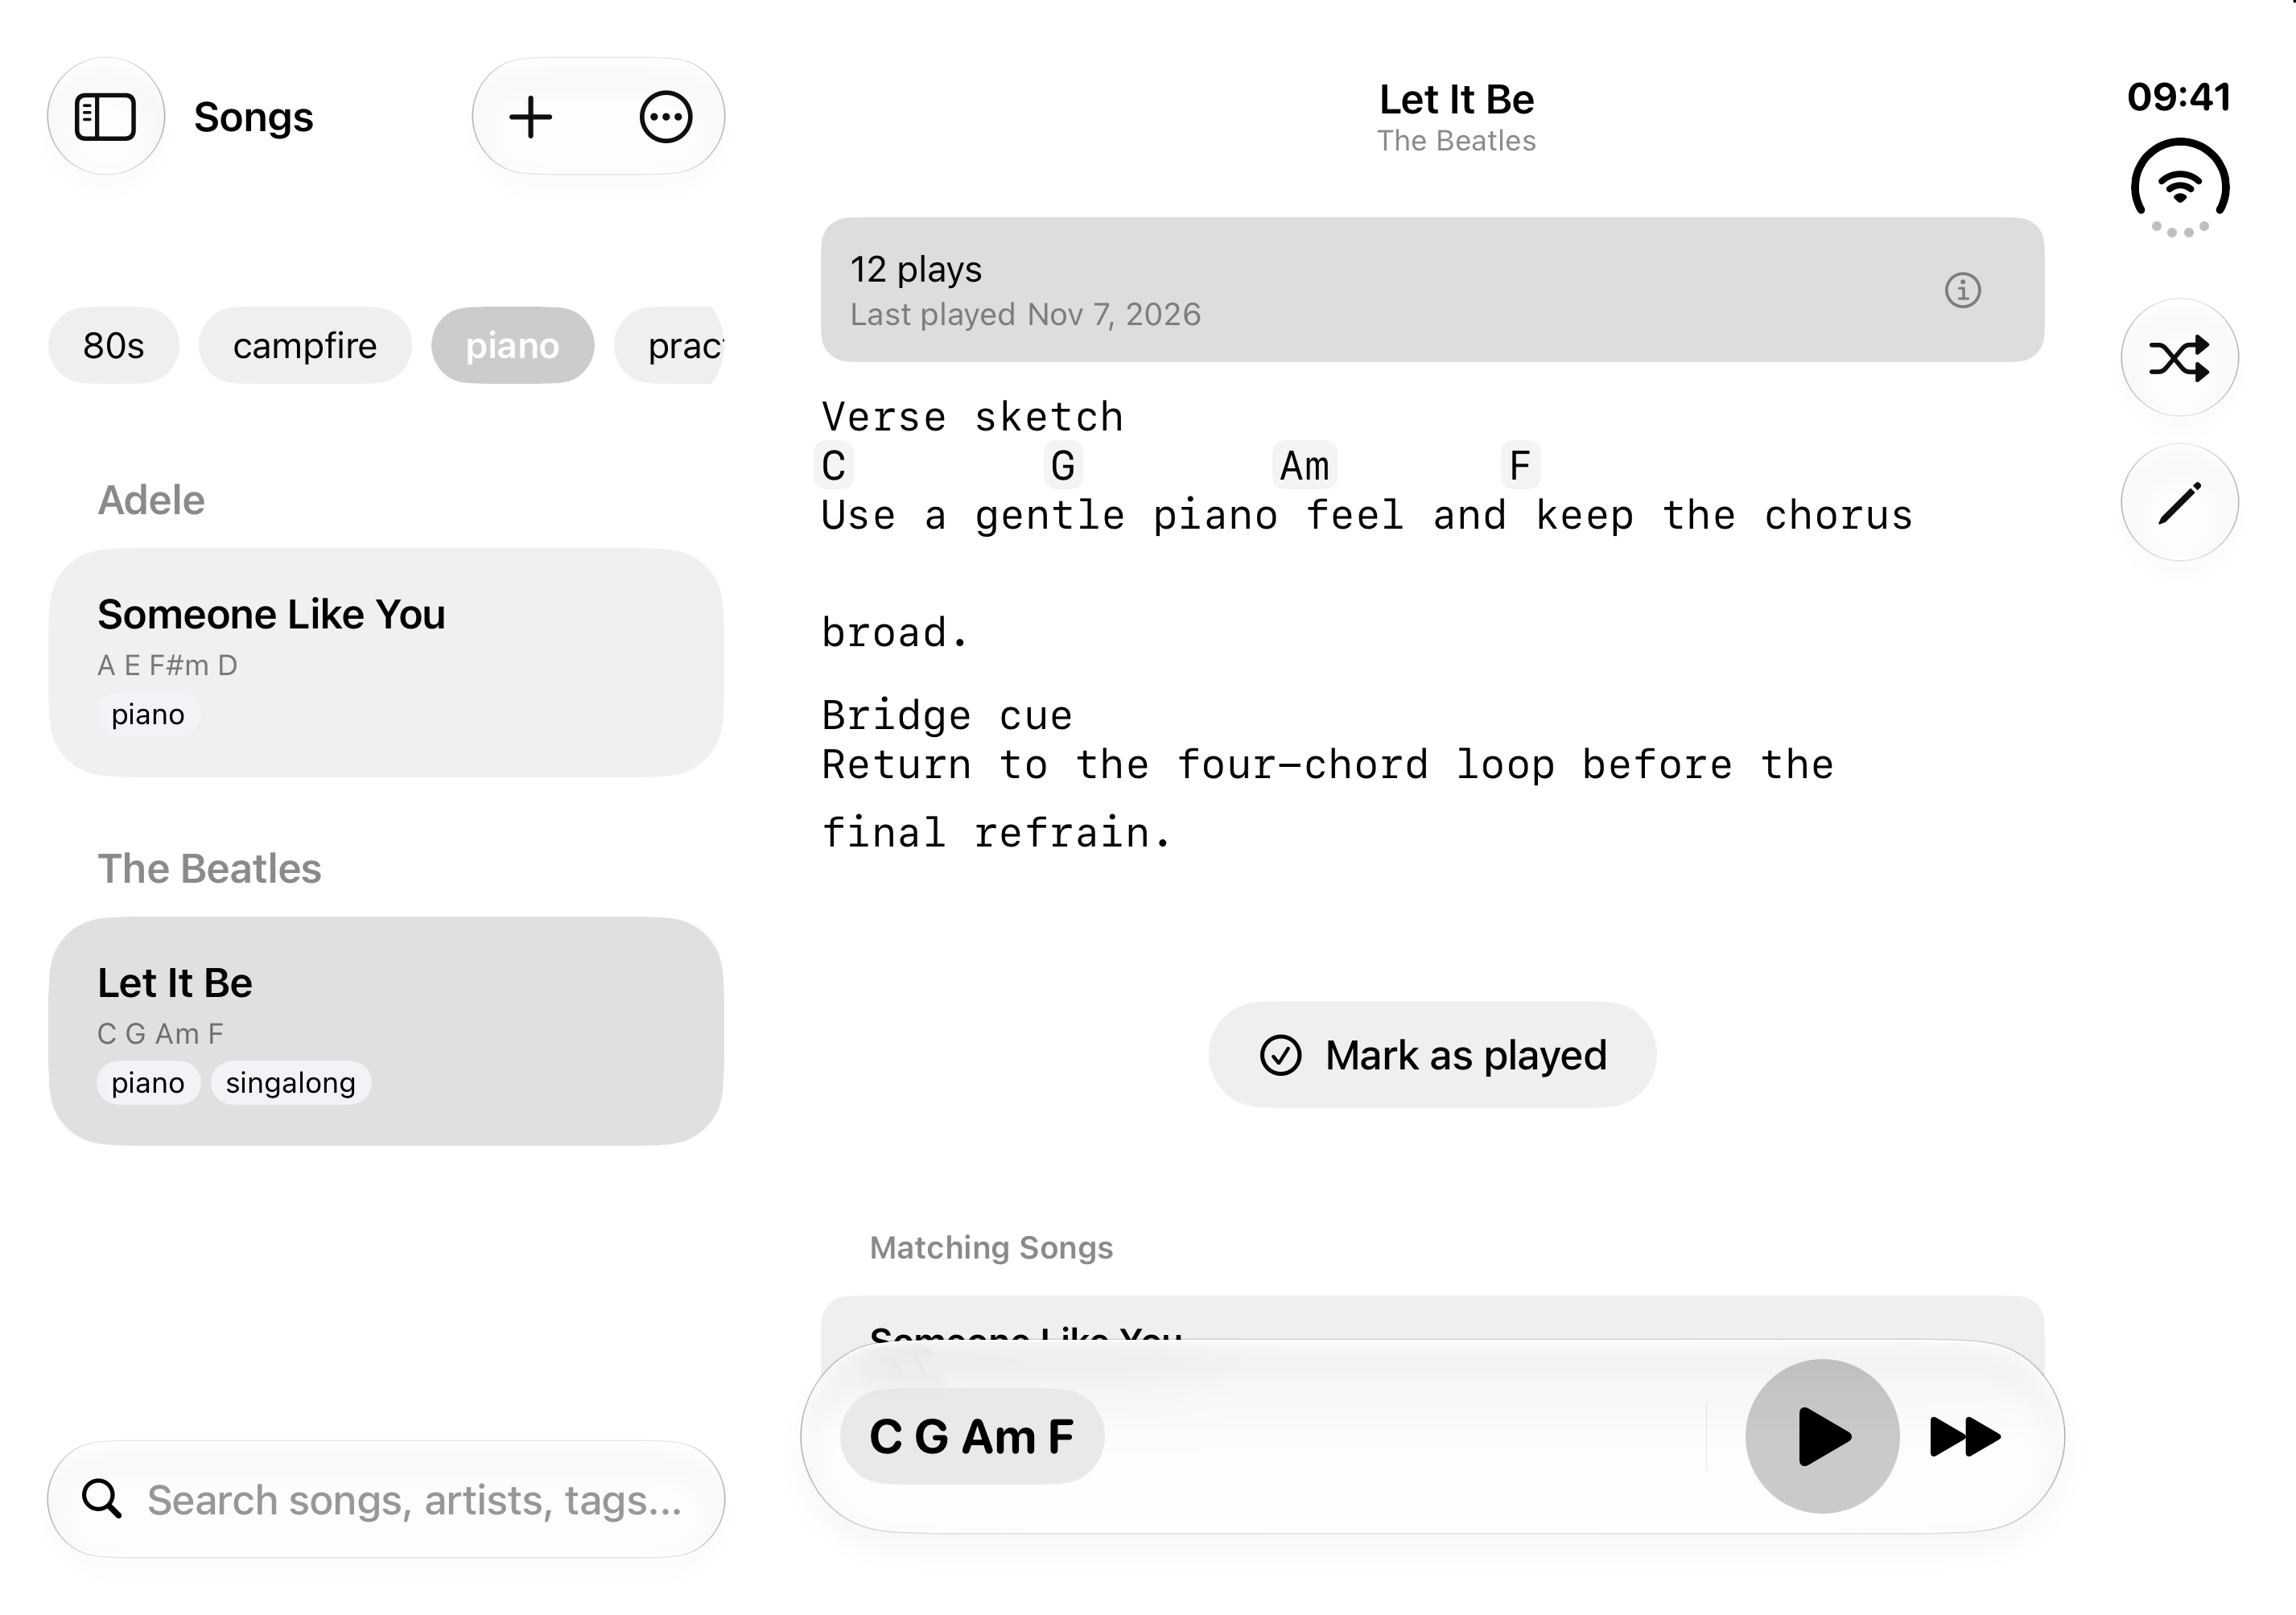 Songs
80s campfire piano prac
Adele
Someone Like You
A E F#m D
piano
The Beatles
Let It Be
C G Am F
piano singalong
Search songs, artists, tags...
Let It Be
The Beatles
12 plays
Last played Nov 7, 2026
Verse sketch
C G Am F
Use a gentle piano feel and keep the chorus
broad.
Bridge cue
Return to the four-chord loop before the
final refrain.
Mark as played
Matching Songs
Someone Like You
C G Am F
09:41